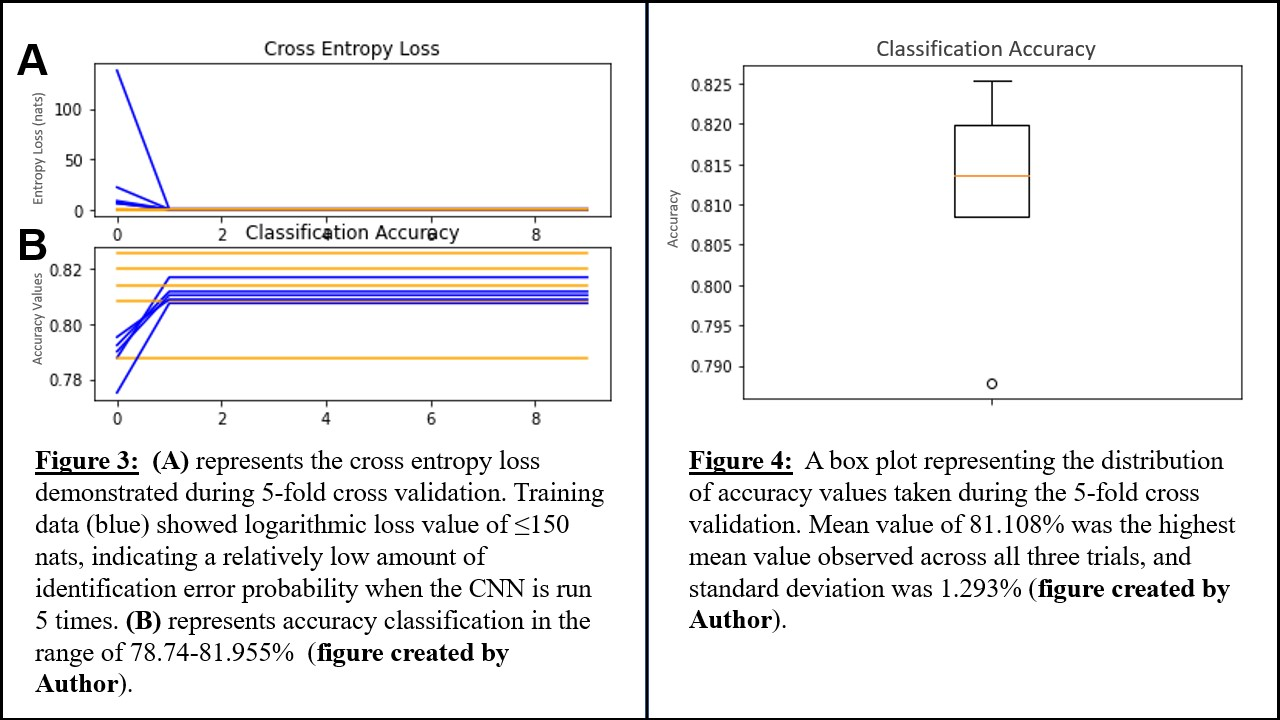 A
Cross Entropy Loss
Entropy Loss (nats)
100
50
0
0 2 4 6 8
B
Classification Accuracy
Accuracy Values
0.82
0.80
0.78
0 2 4 6 8
Figure 3: (A) represents the cross entropy loss
demonstrated during 5-fold cross validation. Training
data (blue) showed logarithmic loss value of ≤150
nats, indicating a relatively low amount of
identification error probability when the CNN is run
5 times. (B) represents accuracy classification in the
range of 78.74-81.955% (figure created by
Author).
Classification Accuracy
Accuracy
0.825
0.820
0.815
0.810
0.805
0.800
0.795
0.790
Figure 4: A box plot representing the distribution
of accuracy values taken during the 5-fold cross
validation. Mean value of 81.108% was the highest
mean value observed across all three trials, and
standard deviation was 1.293% (figure created by
Author).